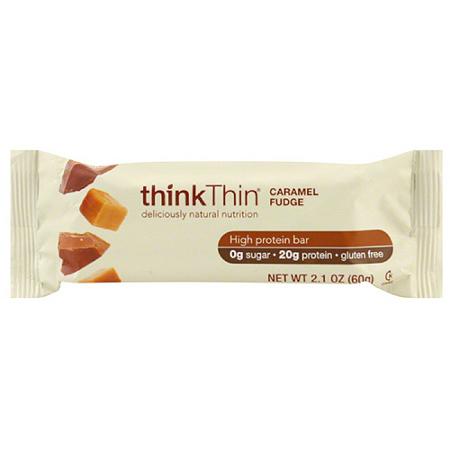 thinkThin®
deliciously natural nutrition
CARAMEL
FUDGE
High protein bar
0g sugar • 20g protein • gluten free
NET WT 2.1 OZ (60g)